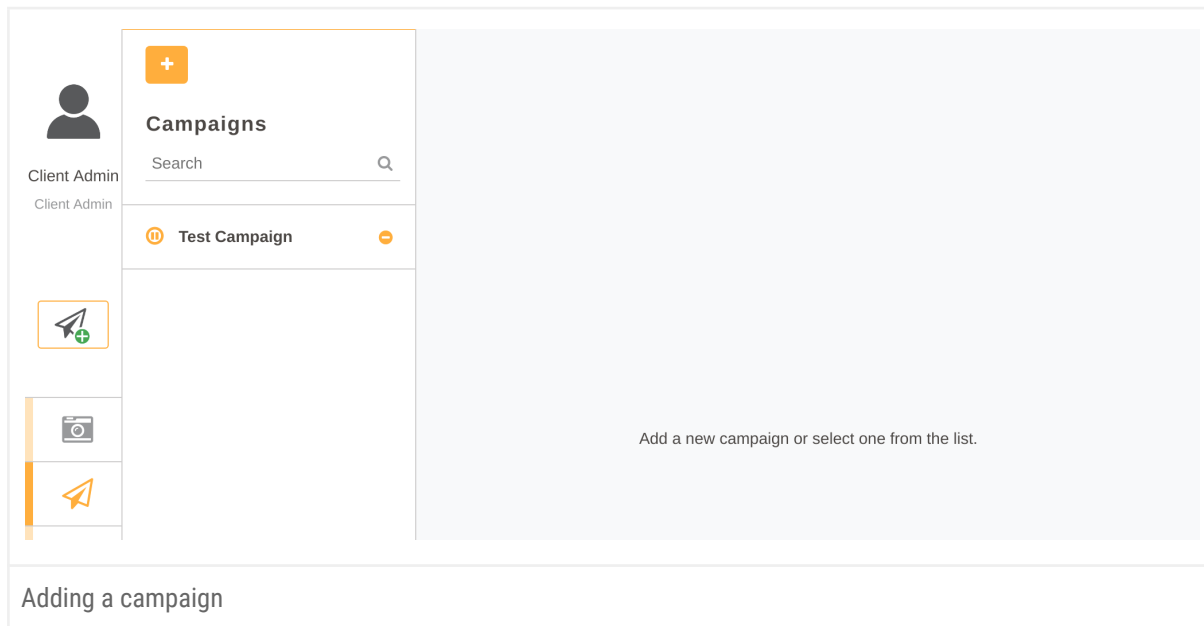 Campaigns
Search
Client Admin
Client Admin
Test Campaign
Add a new campaign or select one from the list.
Adding a campaign